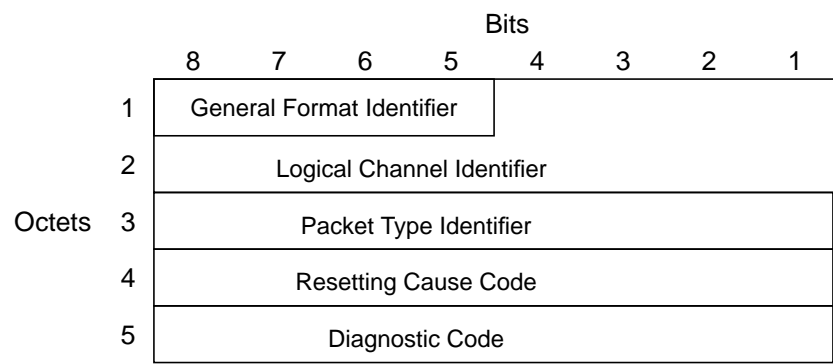 Bits
8 7 6 5 4 3 2 1
1 General Format Identifier
2 Logical Channel Identifier
Octets 3 Packet Type Identifier
4 Resetting Cause Code
5 Diagnostic Code